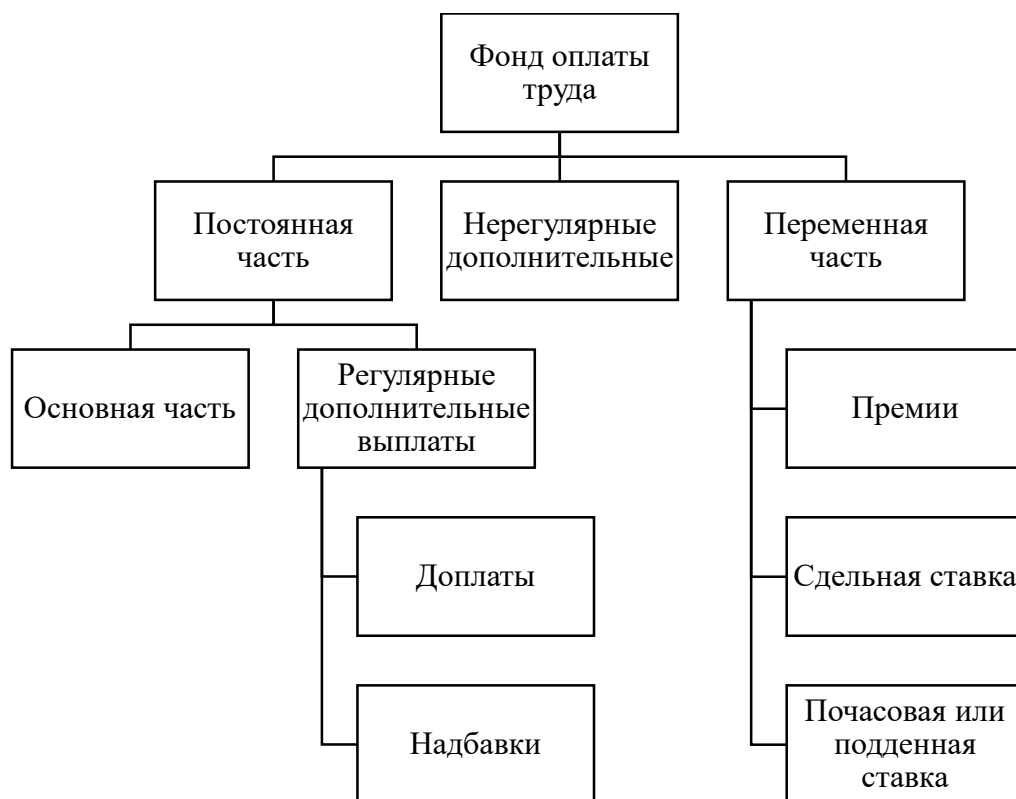 Фонд оплаты
труда
Постоянная
часть
Нерегулярные
дополнительные
Переменная
часть
Основная часть
Регулярные
дополнительные
выплаты
Премии
Доплаты
Сдельная ставка
Надбавки
Почасовая или
подденная
ставка